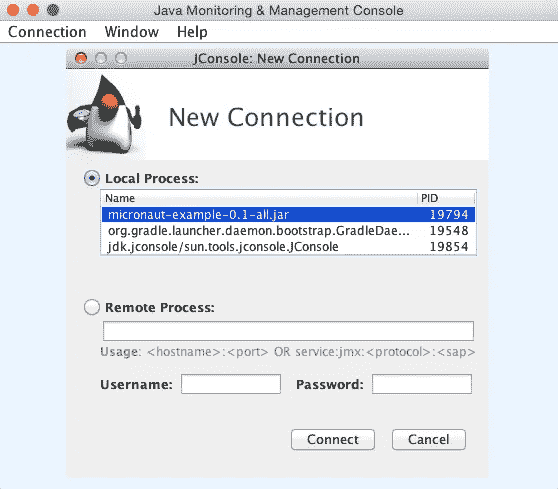 Java Monitoring & Management Console
Connection Window Help
JConsole: New Connection
New Connection
Local Process:
Name PID
micronaut-example-0.1-all.jar 19794
org.gradle.launcher.daemon.bootstrap.GradleDae... 19548
jdk.jconsole/sun.tools.jconsole.JConsole 19854
Remote Process:
Usage: <hostname>:<port> OR service:jmx:<protocol>:<sap>
Username: Password:
Connect Cancel